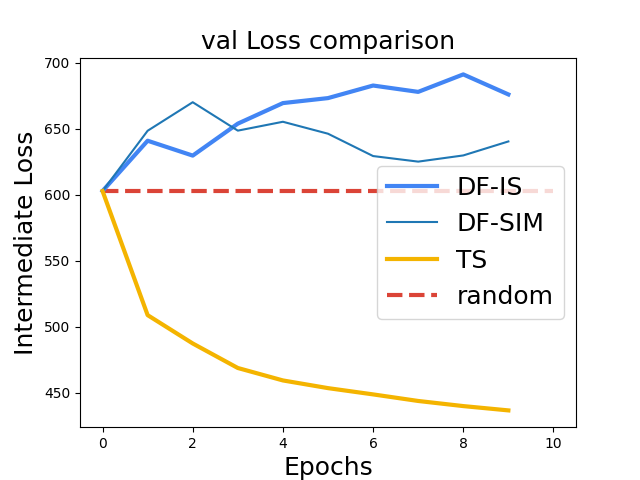 val Loss comparison
Intermediate Loss
700
650
600
550
500
450
DF-IS
DF-SIM
TS
random
0 2 4 6 8 10
Epochs